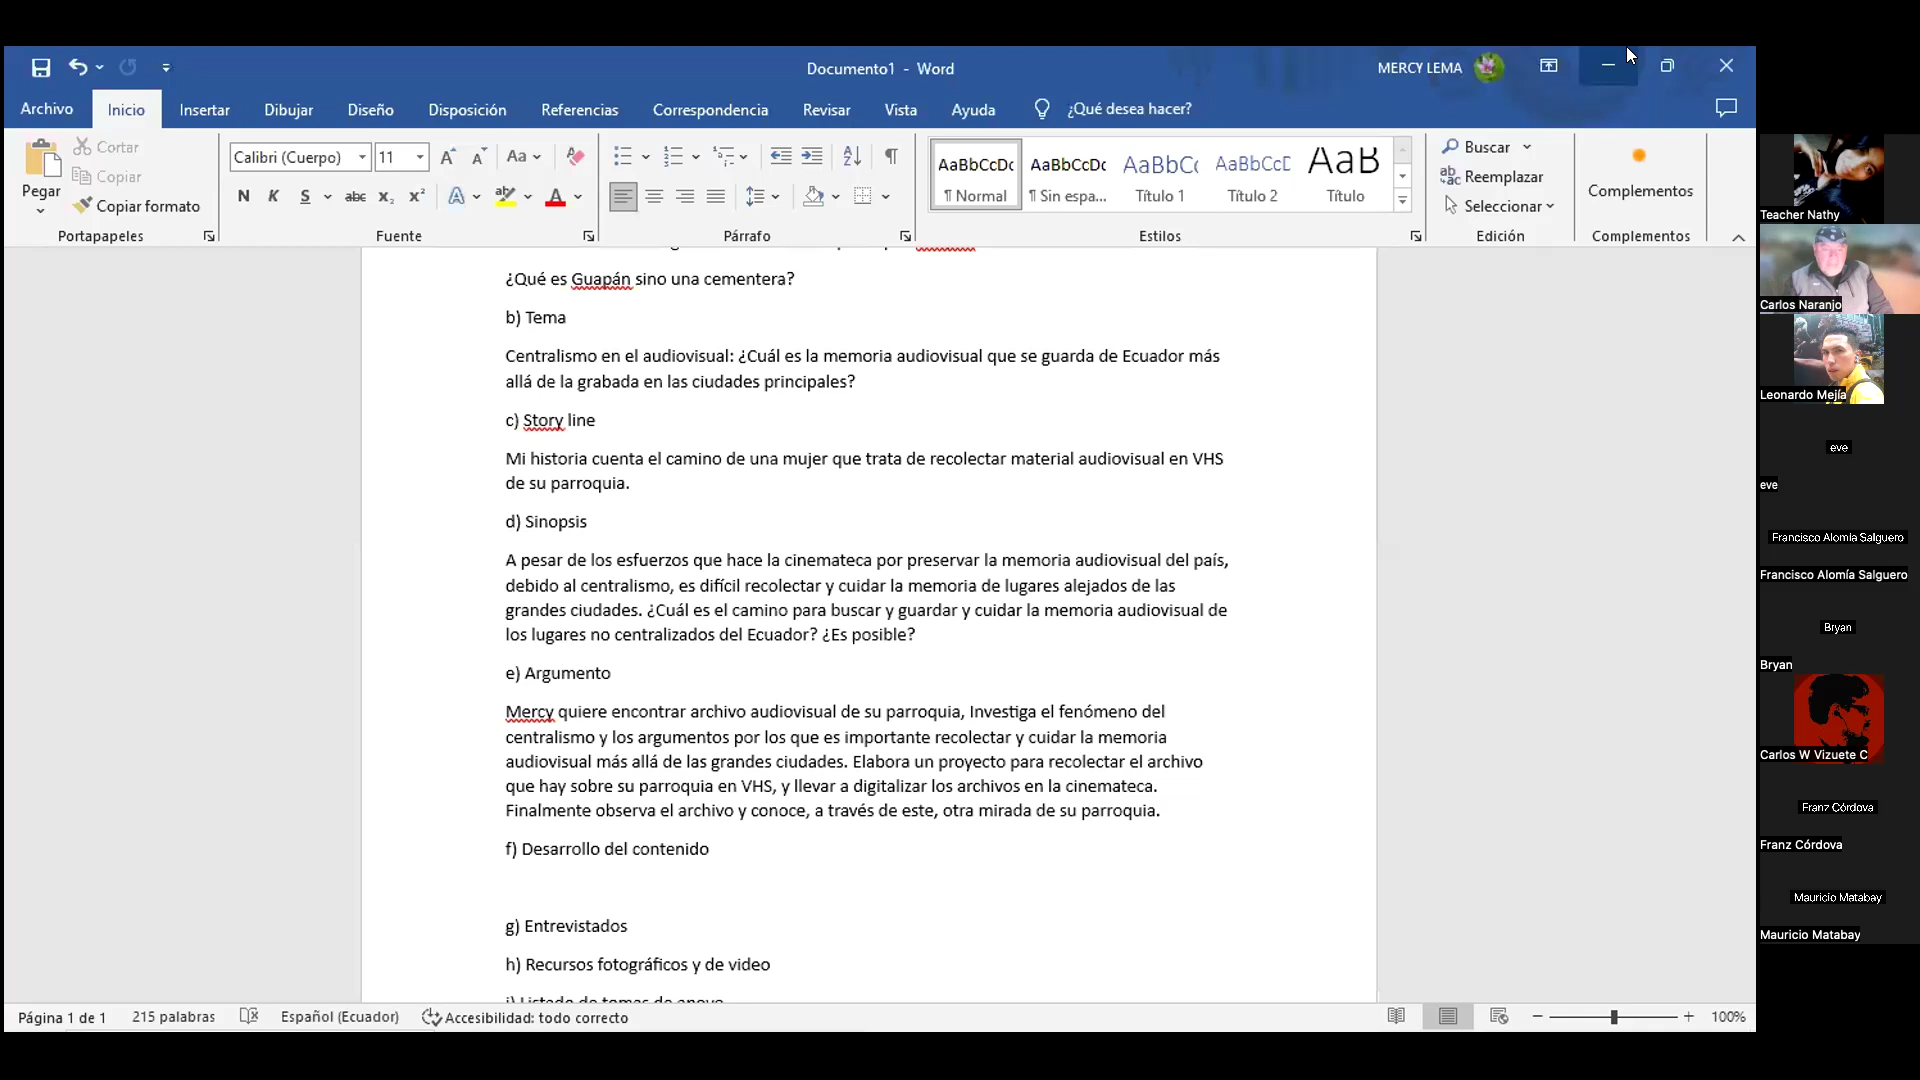 Documento1 - Word
MERCY LEMA
Archivo
Inicio
Insertar
Dibujar
Diseño
Disposición
Referencias
Correspondencia
Revisar
Vista
Ayuda
¿Qué desea hacer?
Pegar
Cortar
Copiar
Copiar formato
Portapapeles
Calibri (Cuerpo)
11
Aa
N K S abc x₂ x²
Fuente
Párrafo
AaBbCcDc
¶ Normal
AaBbCcDc
¶ Sin espa...
AaBbC
Título 1
AaBbCcD
Título 2
AaB
Título
Estilos
Buscar
Reemplazar
Seleccionar
Edición
Complementos
Complementos
¿Qué es Guapán sino una cementera?
b) Tema
Centralismo en el audiovisual: ¿Cuál es la memoria audiovisual que se guarda de Ecuador más
allá de la grabada en las ciudades principales?
c) Story line
Mi historia cuenta el camino de una mujer que trata de recolectar material audiovisual en VHS
de su parroquia.
d) Sinopsis
A pesar de los esfuerzos que hace la cinemateca por preservar la memoria audiovisual del país,
debido al centralismo, es difícil recolectar y cuidar la memoria de lugares alejados de las
grandes ciudades. ¿Cuál es el camino para buscar y guardar y cuidar la memoria audiovisual de
los lugares no centralizados del Ecuador? ¿Es posible?
e) Argumento
Mercy quiere encontrar archivo audiovisual de su parroquia, Investiga el fenómeno del
centralismo y los argumentos por los que es importante recolectar y cuidar la memoria
audiovisual más allá de las grandes ciudades. Elabora un proyecto para recolectar el archivo
que hay sobre su parroquia en VHS, y llevar a digitalizar los archivos en la cinemateca.
Finalmente observa el archivo y conoce, a través de este, otra mirada de su parroquia.
f) Desarrollo del contenido
g) Entrevistados
h) Recursos fotográficos y de video
i) Listado de tomas de apoyo
Página 1 de 1
215 palabras
Español (Ecuador)
Accesibilidad: todo correcto
100%
Teacher Nathy
Carlos Naranjo
Leonardo Mejía
eve
eve
Francisco Alomía Salguero
Francisco Alomía Salguero
Bryan
Bryan
Carlos W Vizuete C
Franz Córdova
Franz Córdova
Mauricio Matabay
Mauricio Matabay